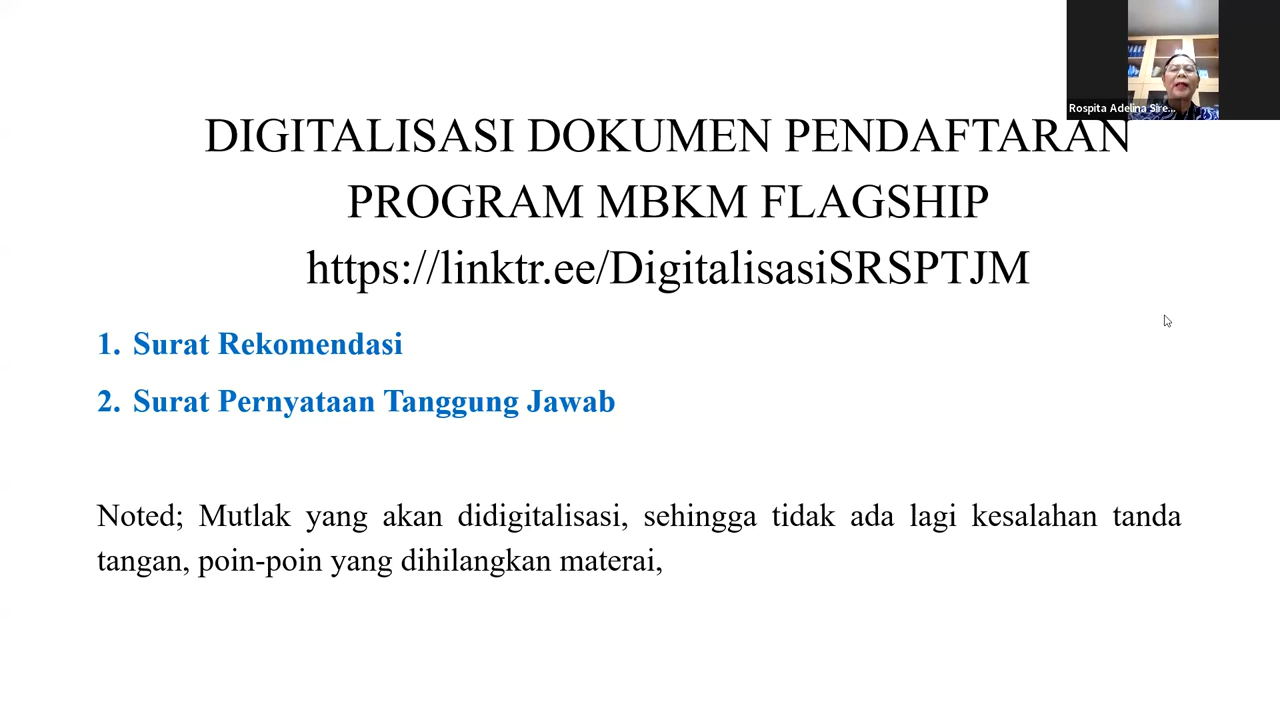 Rospita Adelina Sire...
DIGITALISASI DOKUMEN PENDAFTARAN
PROGRAM MBKM FLAGSHIP
https://linktr.ee/DigitalisasiSRSPTJM
1. Surat Rekomendasi
2. Surat Pernyataan Tanggung Jawab
Noted; Mutlak yang akan didigitalisasi, sehingga tidak ada lagi kesalahan tanda
tangan, poin-poin yang dihilangkan materai,